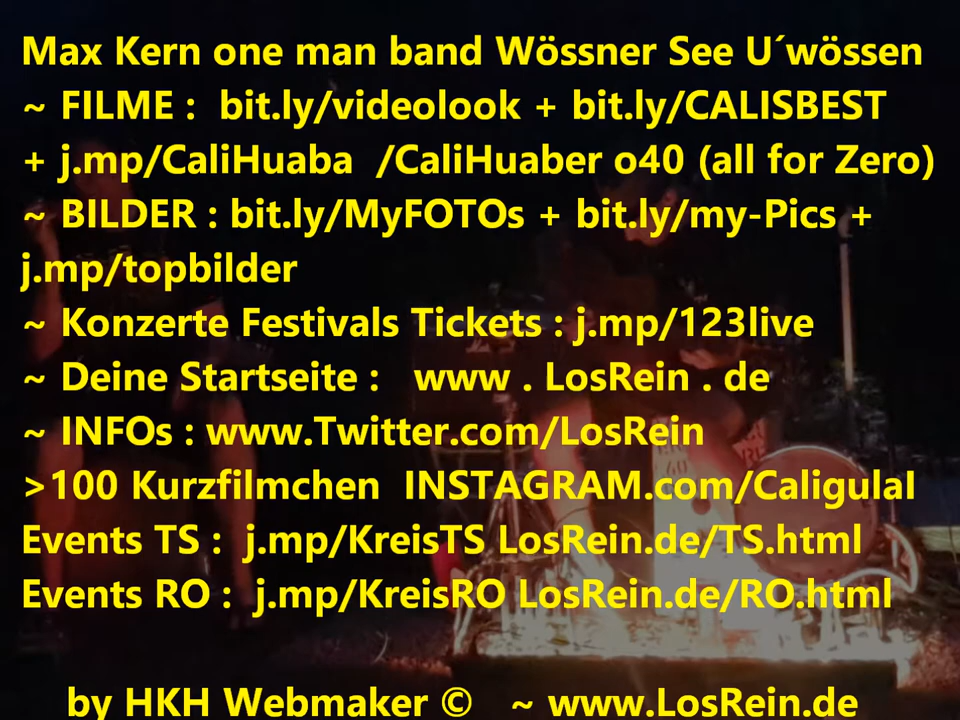 Max Kern one man band Wössner See U´wössen
~ FILME : bit.ly/videolook + bit.ly/CALISBEST
+ j.mp/CaliHuaba /CaliHuaber o40 (all for Zero)
~ BILDER : bit.ly/MyFOTOs + bit.ly/my-Pics +
j.mp/topbilder
~ Konzerte Festivals Tickets : j.mp/123live
~ Deine Startseite : www . LosRein . de
~ INFOs : www.Twitter.com/LosRein
>100 Kurzfilmchen INSTAGRAM.com/CaligulaI
Events TS : j.mp/KreisTS LosRein.de/TS.html
Events RO : j.mp/KreisRO LosRein.de/RO.html
by HKH Webmaker © ~ www.LosRein.de